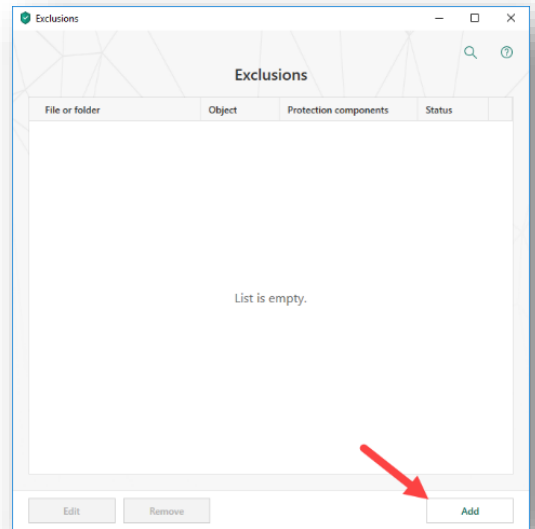 Exclusions
Exclusions
File or folder Object Protection components Status
List is empty.
Edit Remove Add